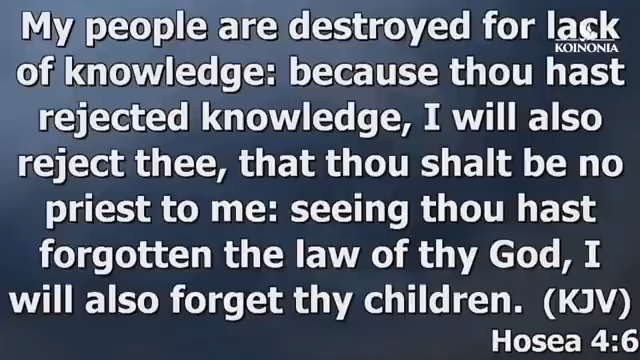 My people are destroyed for lack
KOINONIA
of knowledge: because thou hast
rejected knowledge, I will also
reject thee, that thou shalt be no
priest to me: seeing thou hast
forgotten the law of thy God, I
will also forget thy children. (KJV)
Hosea 4:6